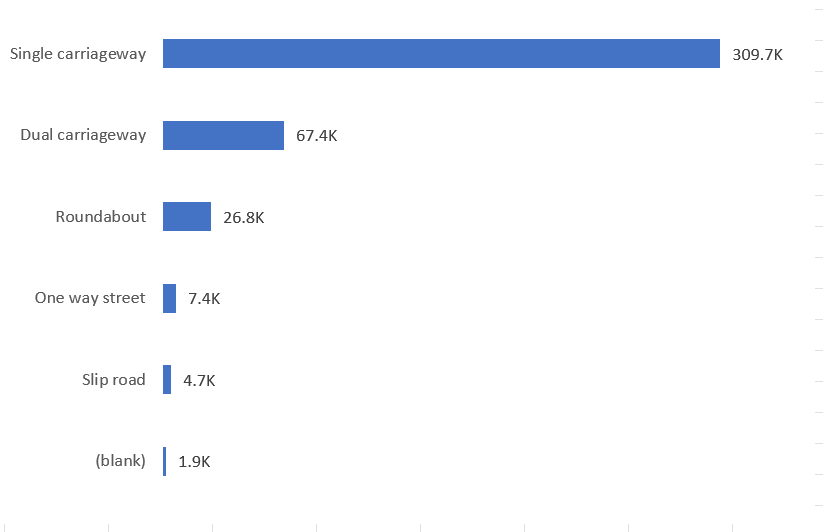 Single carriageway 309.7K
Dual carriageway 67.4K
Roundabout 26.8K
One way street 7.4K
Slip road 4.7K
(blank) 1.9K